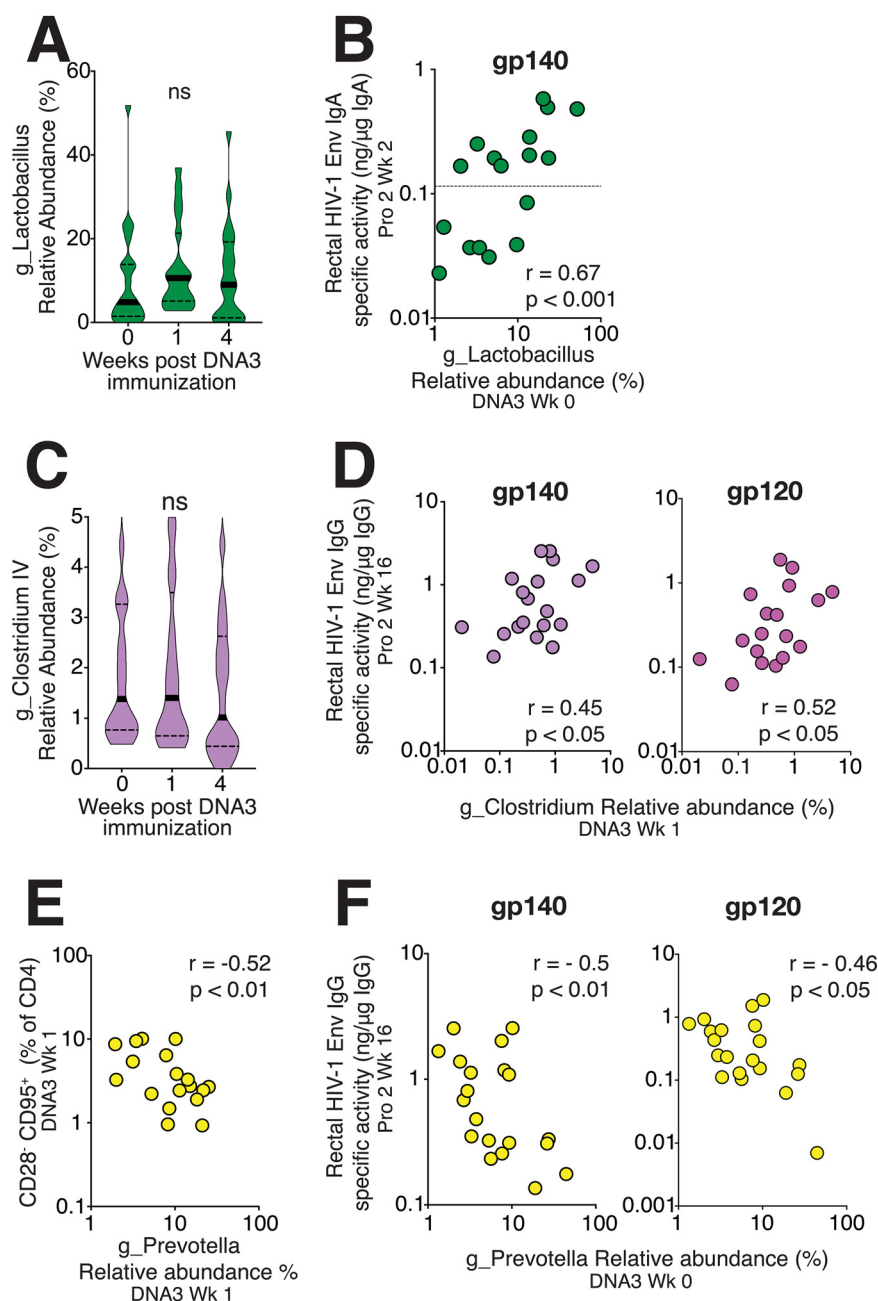 A
60
40
20
0
g_Lactobacillus
Relative Abundance (%)
ns
0 1 4
Weeks post DNA3
immunization
B
gp140
1
0.1
0.01
Rectal HIV-1 Env IgA
specific activity (ng/µg IgA)
Pro 2 Wk 2
r = 0.67
p < 0.001
1 10 100
g_Lactobacillus
Relative abundance (%)
DNA3 Wk 0
C
5
4
3
2
1
0
g_Clostridium IV
Relative Abundance (%)
ns
0 1 4
Weeks post DNA3
immunization
D
gp140
10
1
0.1
0.01
Rectal HIV-1 Env IgG
specific activity (ng/µg IgG)
Pro 2 Wk 16
r = 0.45
p < 0.05
0.01 0.1 1 10
gp120
10
1
0.1
0.01
r = 0.52
p < 0.05
0.01 0.1 1 10
g_Clostridium Relative abundance (%)
DNA3 Wk 1
E
100
10
1
0.1
CD28⁻ CD95⁺ (% of CD4)
DNA3 Wk 1
r = -0.52
p < 0.01
1 10 100
g_Prevotella
Relative abundance %
DNA3 Wk 1
F
gp140
10
1
0.1
Rectal HIV-1 Env IgG
specific activity (ng/µg IgG)
Pro 2 Wk 16
r = - 0.5
p < 0.01
1 10 100
gp120
10
1
0.1
0.01
0.001
r = - 0.46
p < 0.05
1 10 100
g_Prevotella Relative abundance (%)
DNA3 Wk 0